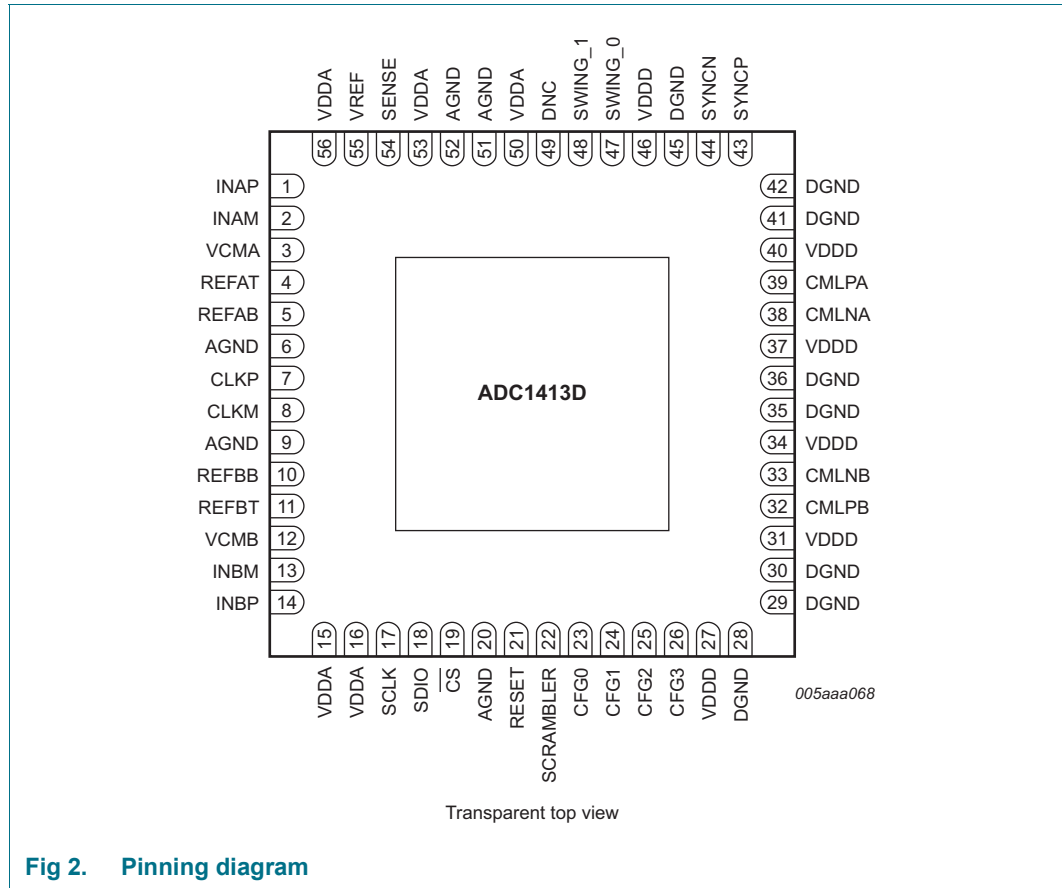 VDDA VREF SENSE VDDA AGND AGND VDDA DNC SWING_1 SWING_0 VDDD DGND SYNCN SYNCP
56 55 54 53 52 51 50 49 48 47 46 45 44 43
INAP 1 42 DGND
INAM 2 41 DGND
VCMA 3 40 VDDD
REFAT 4 39 CMLPA
REFAB 5 38 CMLNA
AGND 6 37 VDDD
CLKP 7 36 DGND
ADC1413D
CLKM 8 35 DGND
AGND 9 34 VDDD
REFBB 10 33 CMLNB
REFBT 11 32 CMLPB
VCMB 12 31 VDDD
INBM 13 30 DGND
INBP 14 29 DGND
15 16 17 18 19 20 21 22 23 24 25 26 27 28
VDDA VDDA SCLK SDIO CS AGND RESET SCRAMBLER CFG0 CFG1 CFG2 CFG3 VDDD DGND
005aaa068
Transparent top view
Fig 2. Pinning diagram